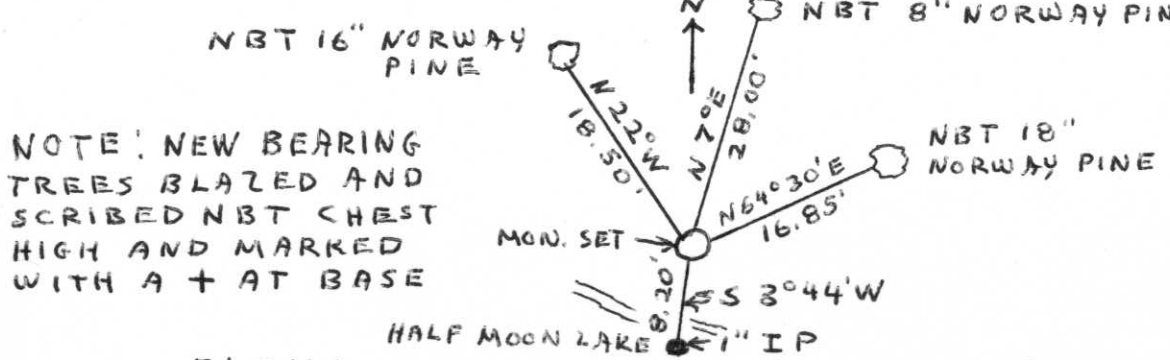 N
NBT 8" NORWAY PIN
NBT 16" NORWAY
PINE
N 22° W
18.50'
N 7° E
28.00'
NBT 18"
NORWAY PINE
N64°30'E
16.85'
NOTE: NEW BEARING
TREES BLAZED AND
SCRIBED NBT CHEST
HIGH AND MARKED
WITH A + AT BASE
MON. SET
8.20'
S 3°44'W
HALF MOON LAKE
1" IP